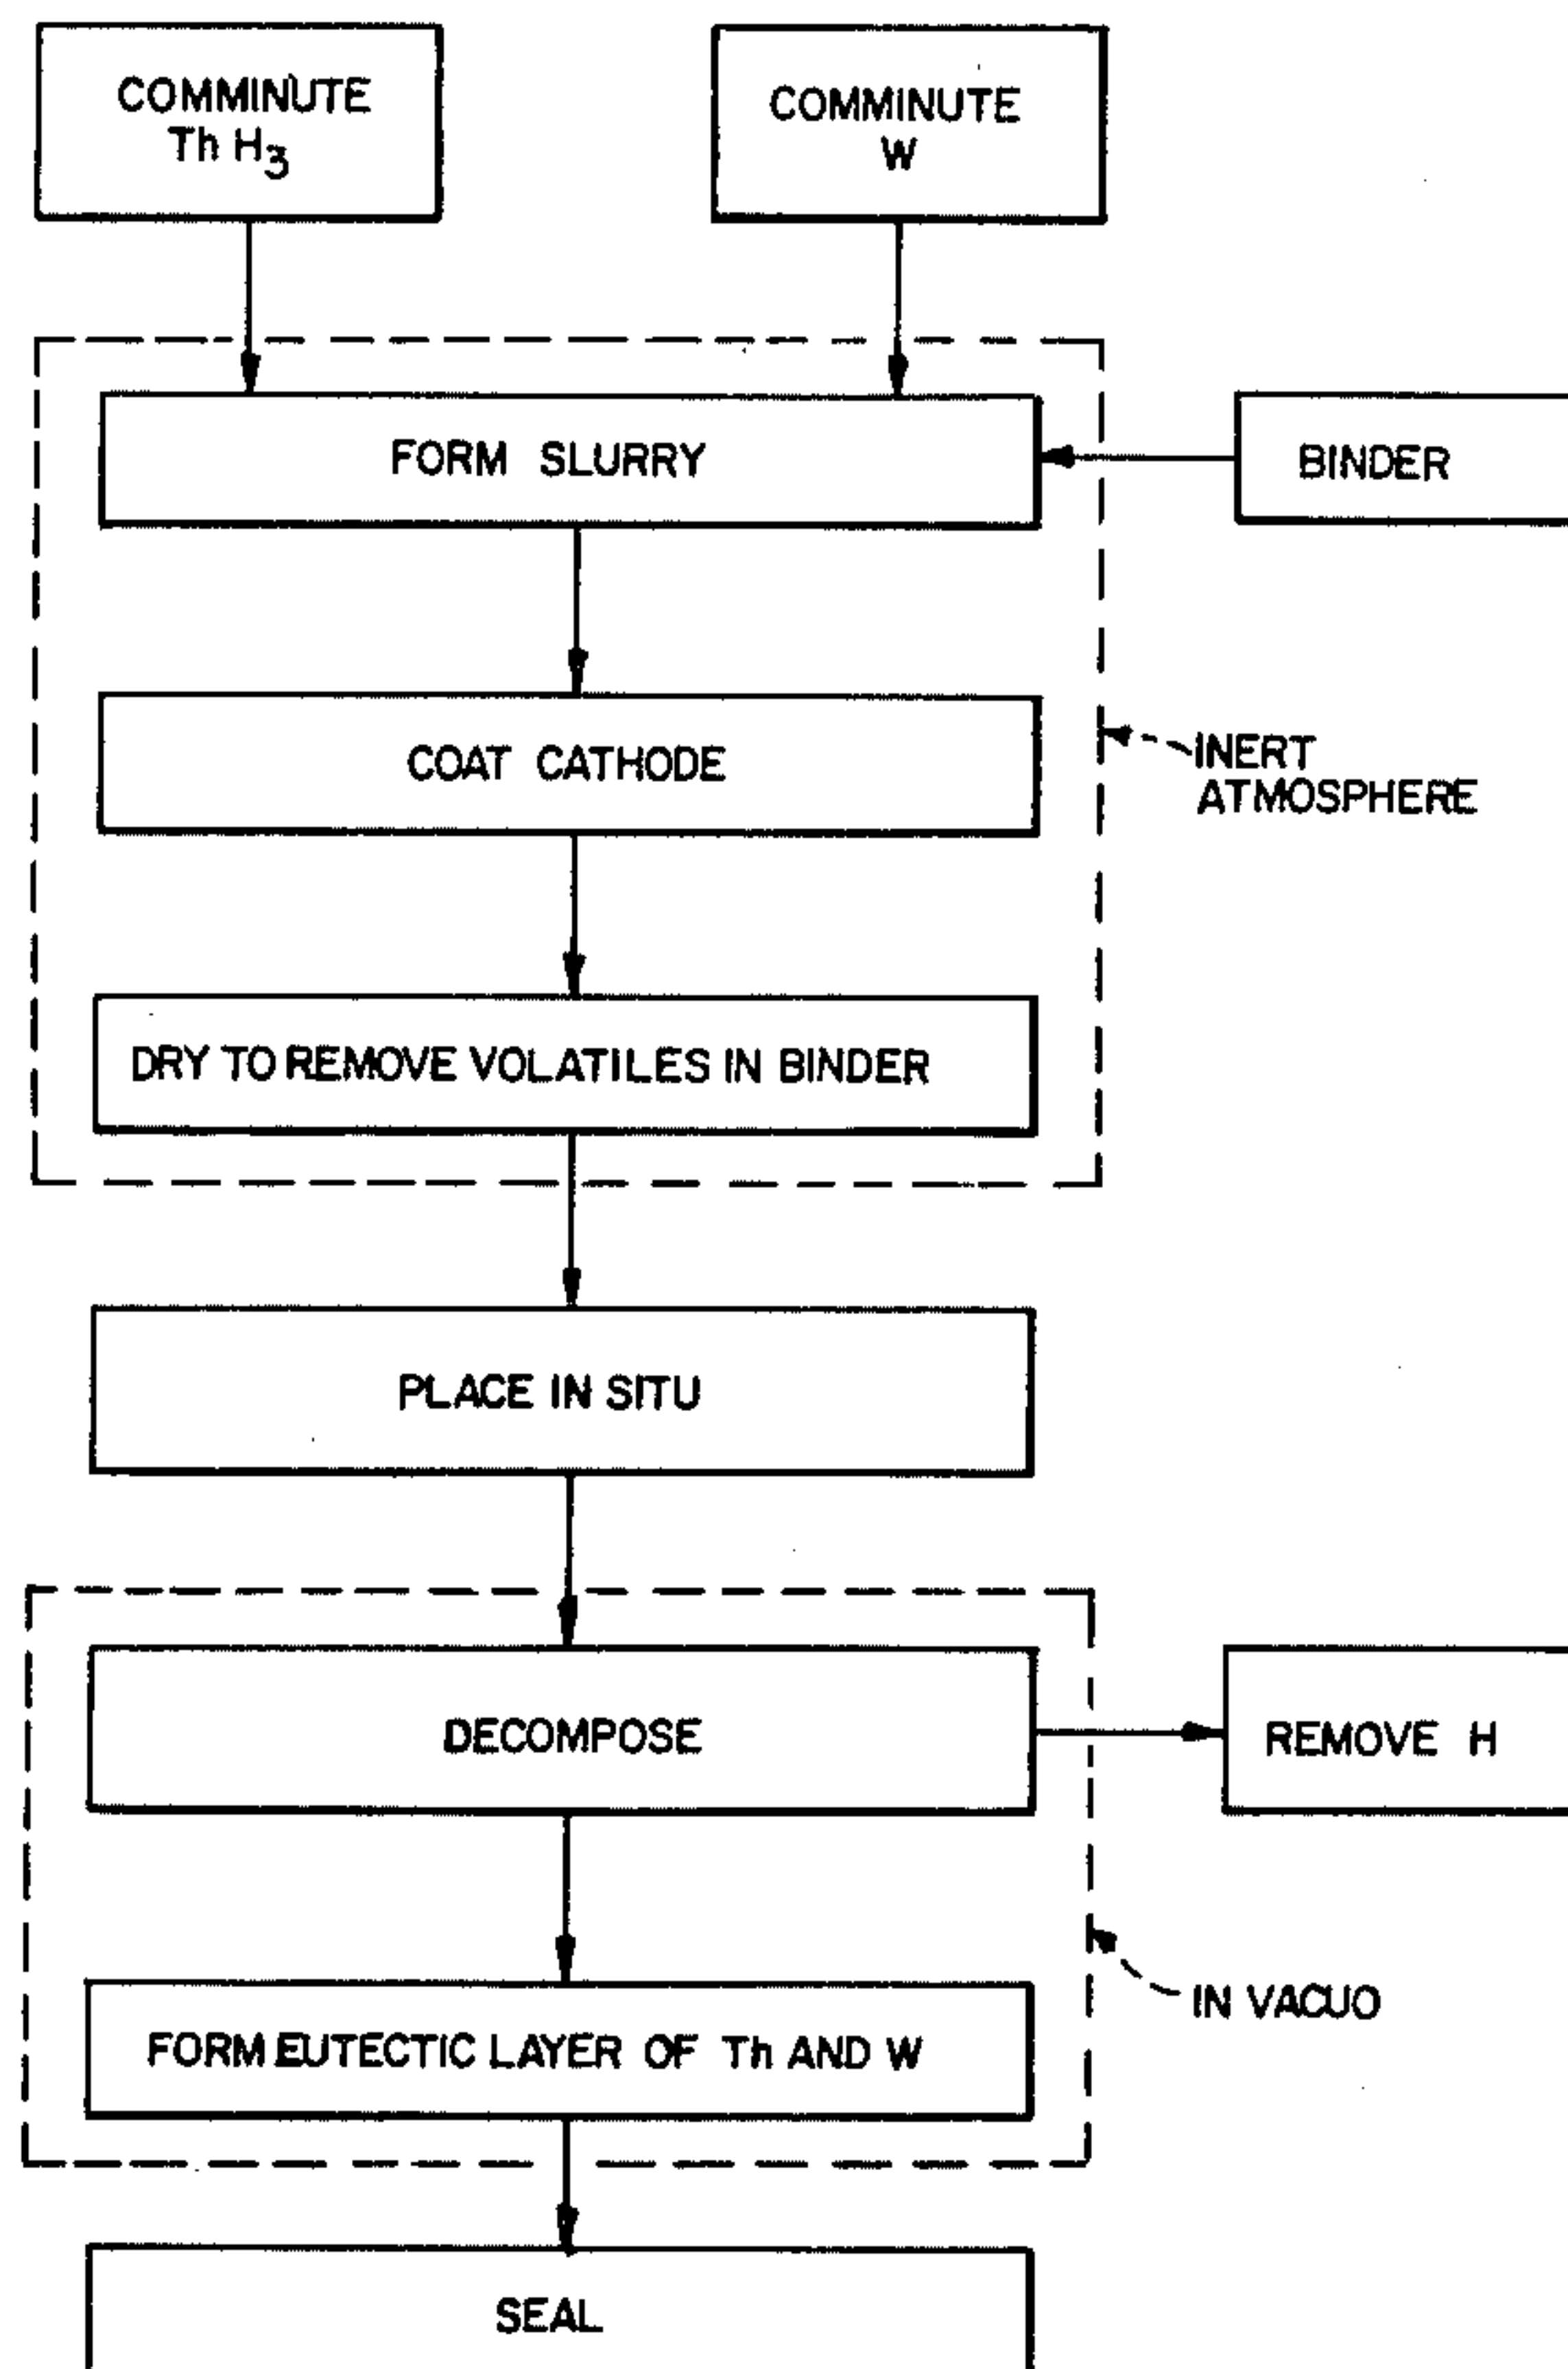 COMMINUTE
Th H3
COMMINUTE
W
FORM SLURRY
BINDER
COAT CATHODE
INERT
ATMOSPHERE
DRY TO REMOVE VOLATILES IN BINDER
PLACE IN SITU
DECOMPOSE
REMOVE H
IN VACUO
FORM EUTECTIC LAYER OF Th AND W
SEAL